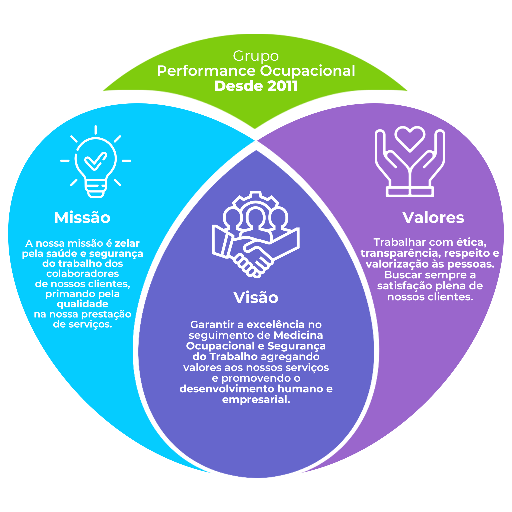 Grupo
Performance Ocupacional
Desde 2011
Missão
A nossa missão é zelar
pela saúde e segurança
do trabalho dos
colaboradores
de nossos clientes,
primando pela
qualidade
na nossa prestação
de serviços.
Visão
Garantir a excelência no
seguimento de Medicina
Ocupacional e Segurança
do Trabalho agregando
valores aos nossos serviços
e promovendo o
desenvolvimento humano e
empresarial.
Valores
Trabalhar com ética,
transparência, respeito e
valorização às pessoas.
Buscar sempre a
satisfação plena de
nossos clientes.